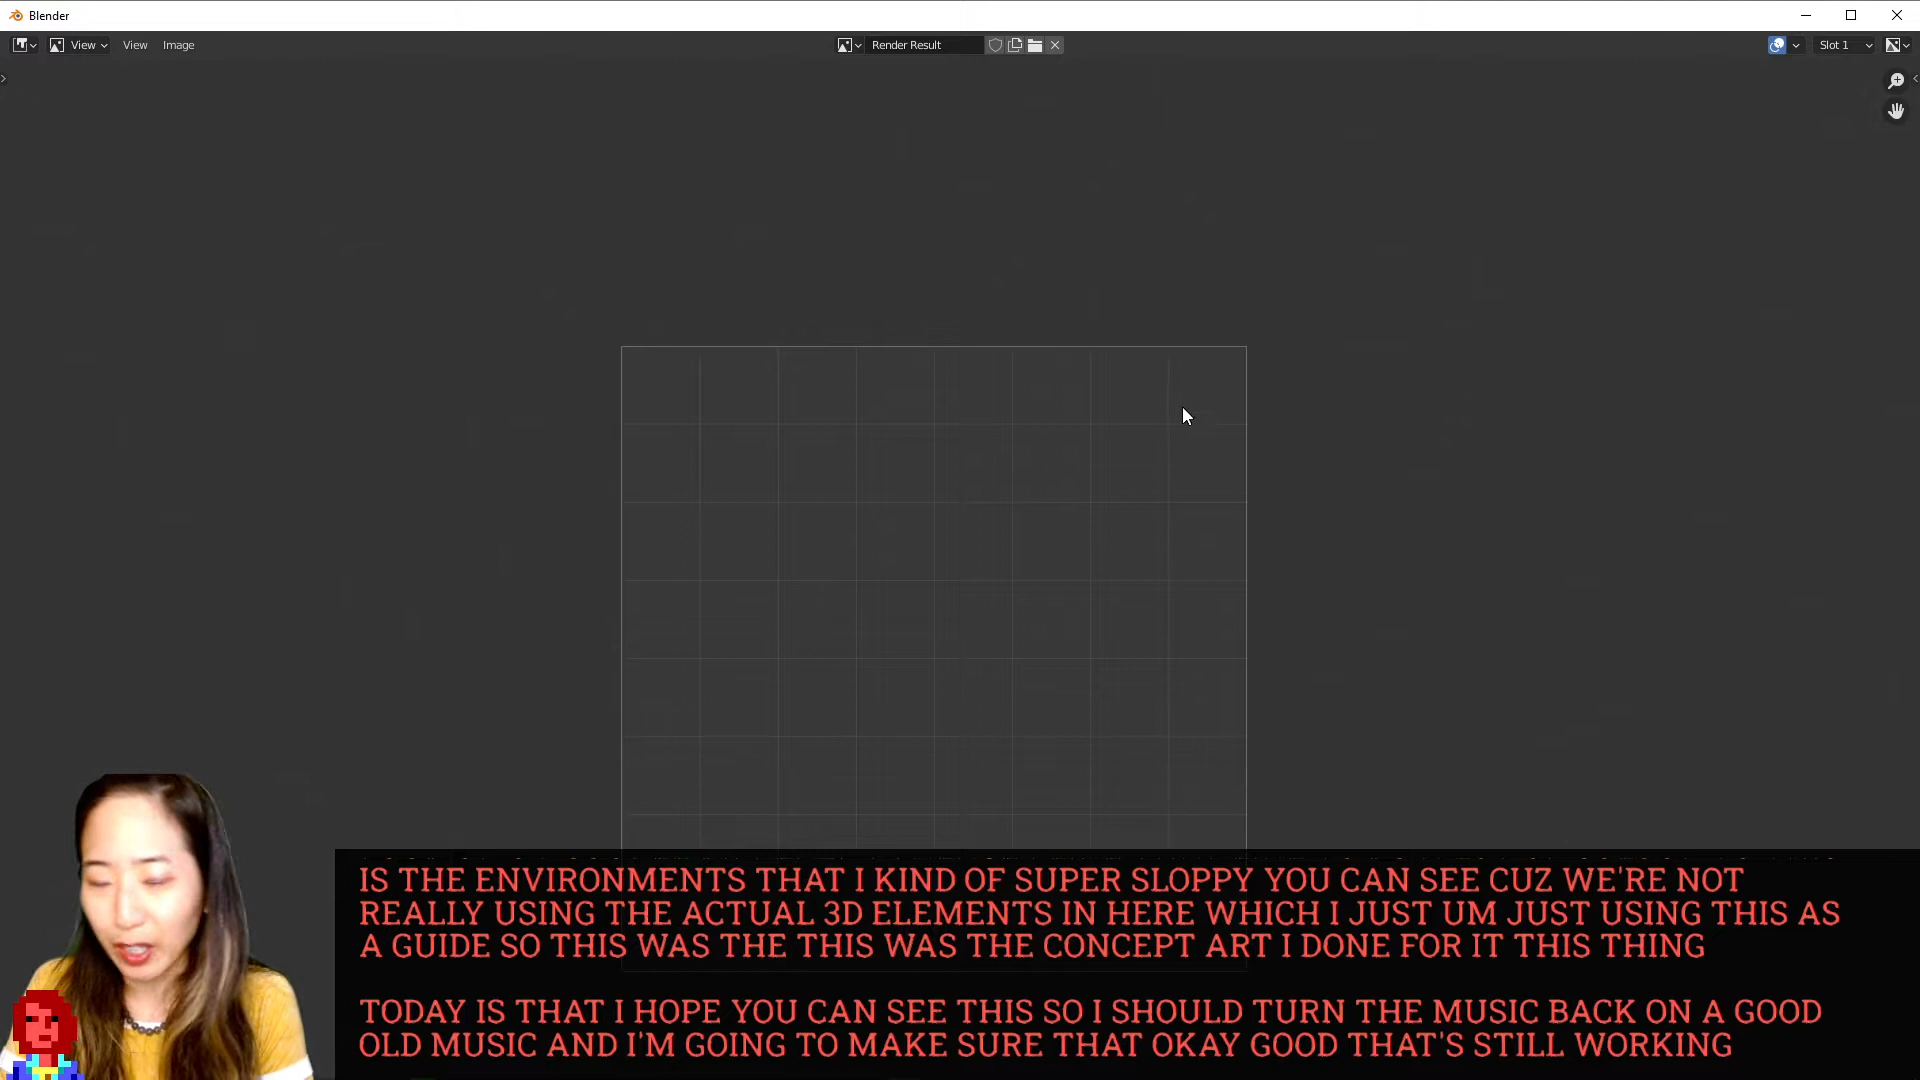 Blender
View View Image Render Result Slot 1
IS THE ENVIRONMENTS THAT I KIND OF SUPER SLOPPY YOU CAN SEE CUZ WE'RE NOT
REALLY USING THE ACTUAL 3D ELEMENTS IN HERE WHICH I JUST UM JUST USING THIS AS
A GUIDE SO THIS WAS THE THIS WAS THE CONCEPT ART I DONE FOR IT THIS THING
TODAY IS THAT I HOPE YOU CAN SEE THIS SO I SHOULD TURN THE MUSIC BACK ON A GOOD
OLD MUSIC AND I'M GOING TO MAKE SURE THAT OKAY GOOD THAT'S STILL WORKING